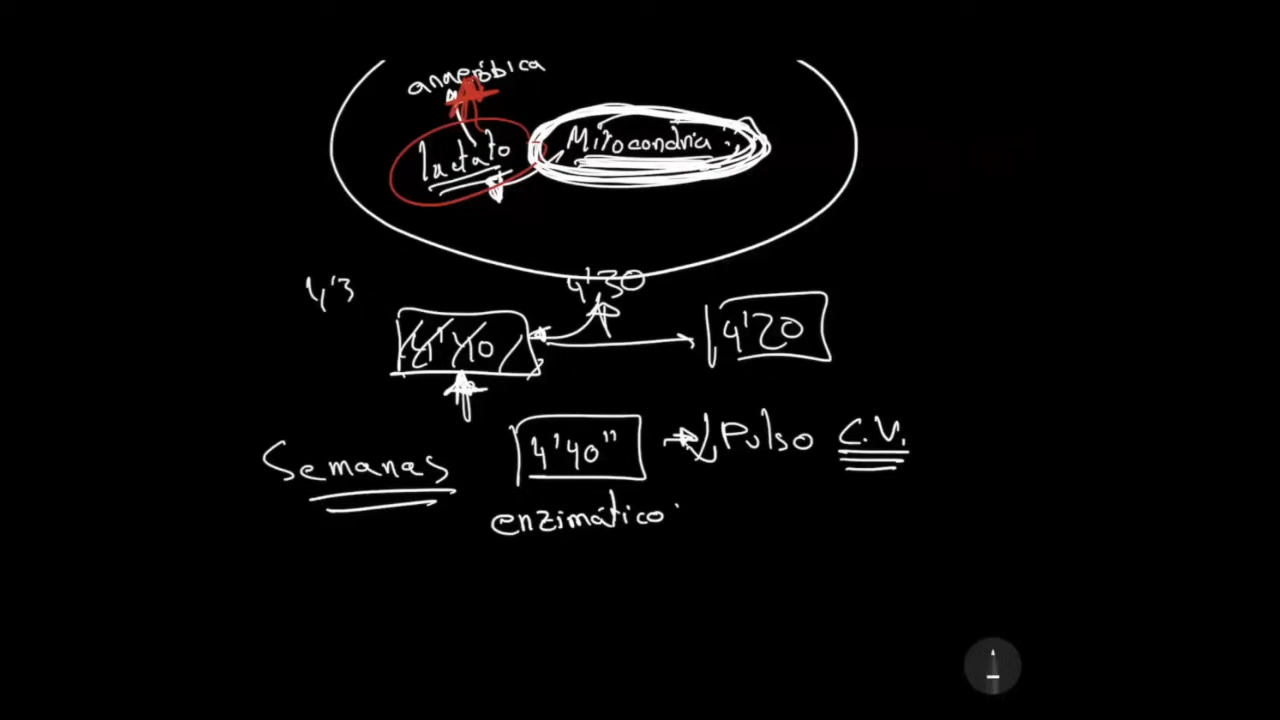 anaeróbica
lactato Mitocondria
4'30
4'3
4'40 4'20
4'40" → ↓ Pulso C.V.
Semanas
enzimático